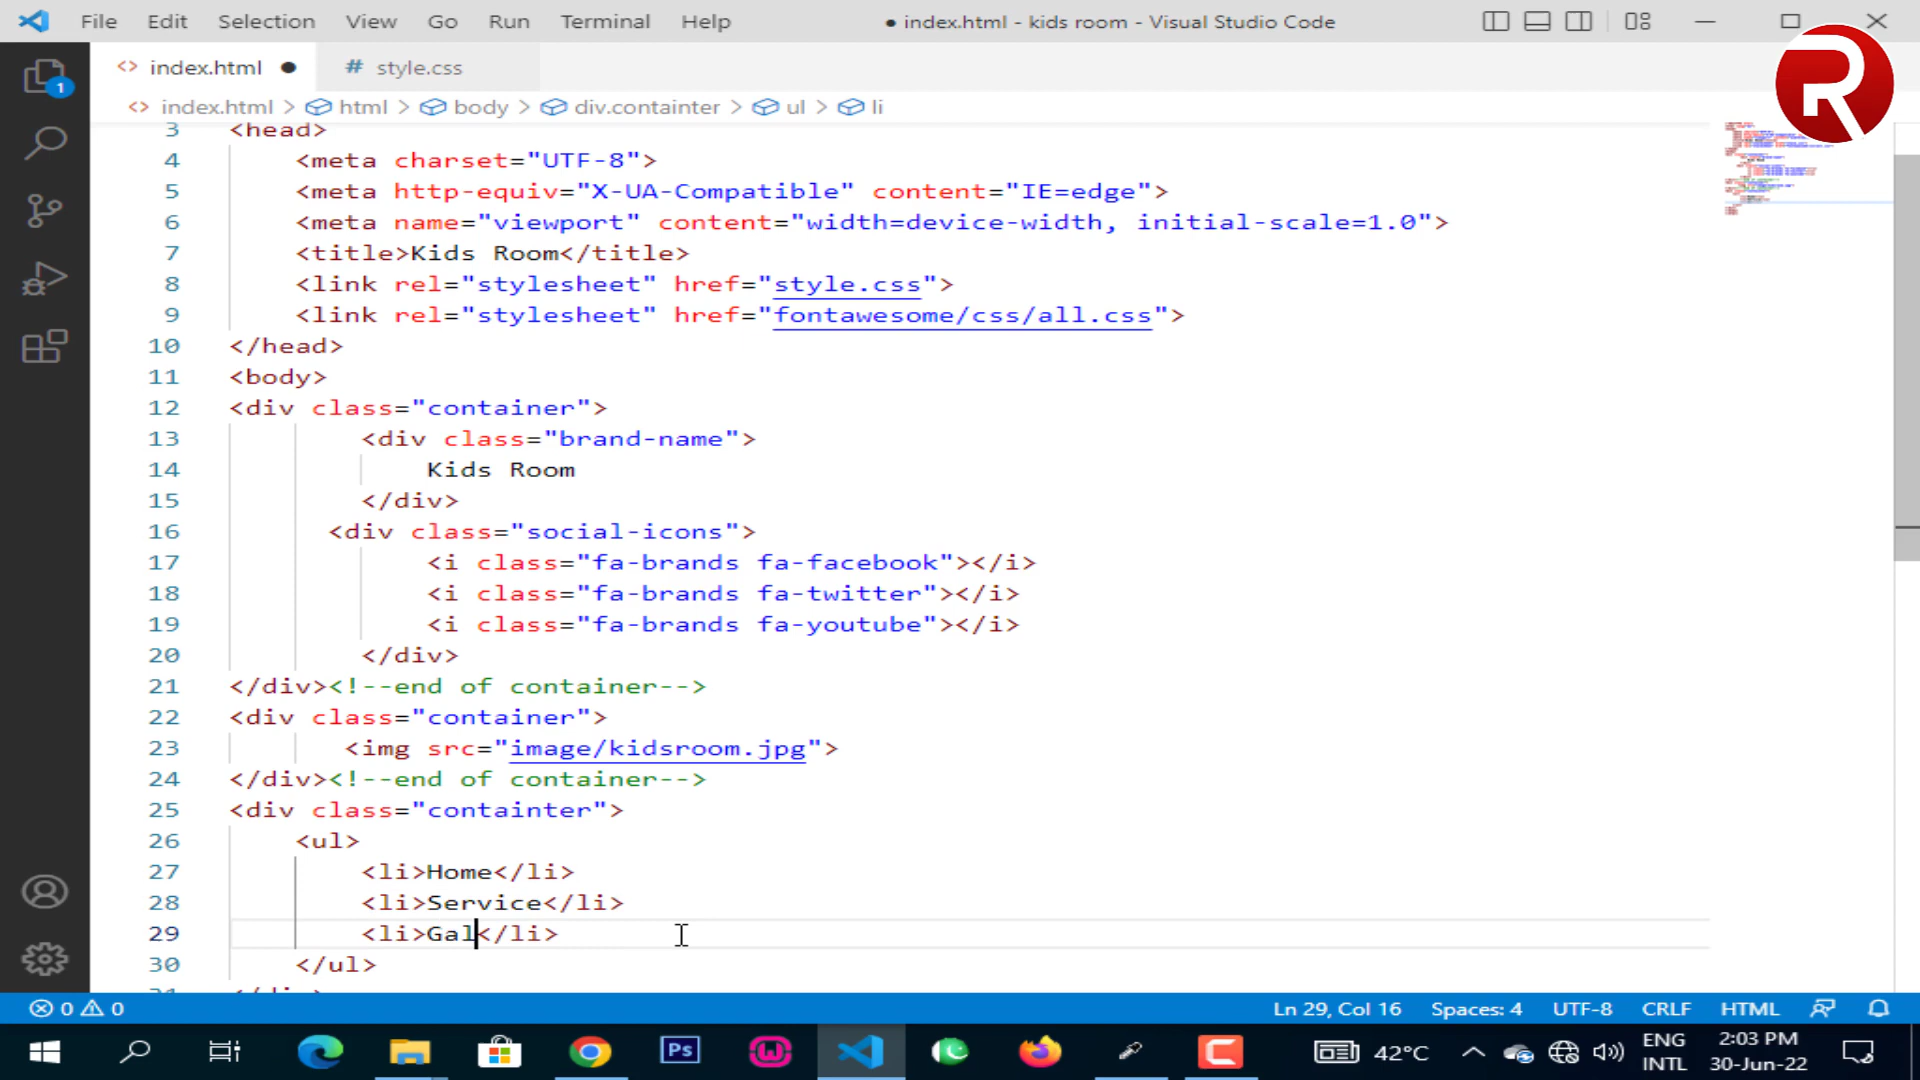 File Edit Selection View Go Run Terminal Help ● index.html - kids room - Visual Studio Code
R
<> index.html ● # style.css
1
<> index.html > html > body > div.containter > ul > li
3 <head>
4 <meta charset="UTF-8">
5 <meta http-equiv="X-UA-Compatible" content="IE=edge">
6 <meta name="viewport" content="width=device-width, initial-scale=1.0">
7 <title>Kids Room</title>
8 <link rel="stylesheet" href="style.css">
9 <link rel="stylesheet" href="fontawesome/css/all.css">
10 </head>
11 <body>
12 <div class="container">
13 <div class="brand-name">
14 Kids Room
15 </div>
16 <div class="social-icons">
17 <i class="fa-brands fa-facebook"></i>
18 <i class="fa-brands fa-twitter"></i>
19 <i class="fa-brands fa-youtube"></i>
20 </div>
21 </div><!--end of container-->
22 <div class="container">
23 <img src="image/kidsroom.jpg">
24 </div><!--end of container-->
25 <div class="containter">
26 <ul>
27 <li>Home</li>
28 <li>Service</li>
29 <li>Gal</li>
30 </ul>
0 0 Ln 29, Col 16 Spaces: 4 UTF-8 CRLF HTML
Ps 42°C ENG 2:03 PM
INTL 30-Jun-22